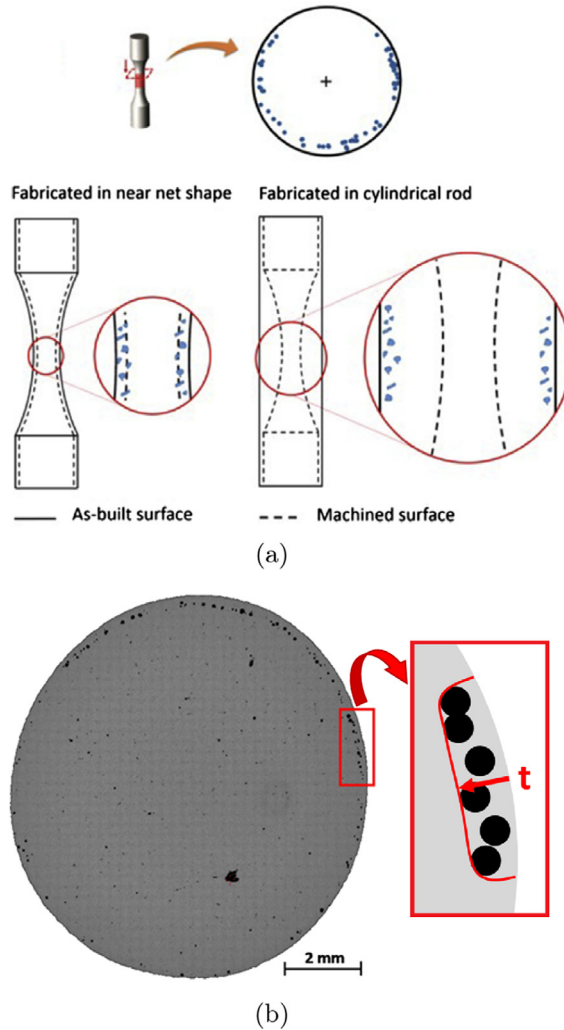 Fabricated in near net shape
Fabricated in cylindrical rod
As-built surface
Machined surface
(a)
t
2 mm
(b)